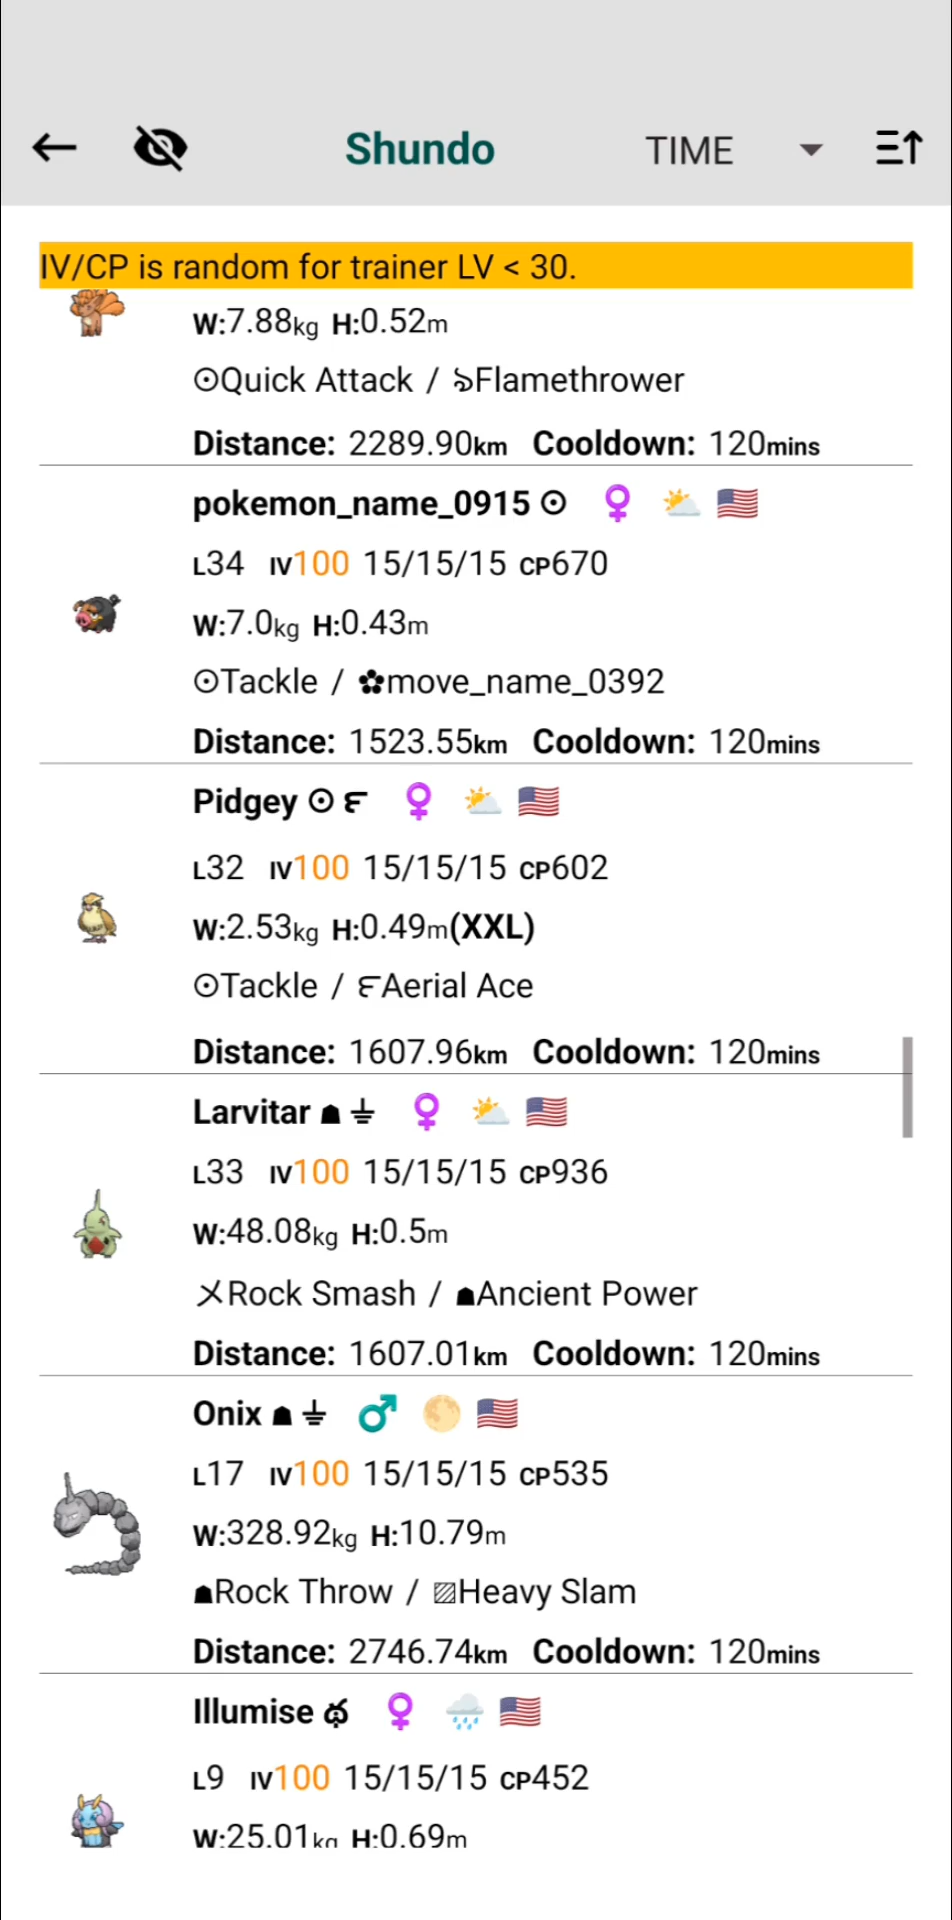 Shundo TIME
IV/CP is random for trainer LV < 30.
W:7.88kg H:0.52m
Quick Attack / Flamethrower
Distance: 2289.90km Cooldown: 120mins
pokemon_name_0915
L34 IV100 15/15/15 CP670
W:7.0kg H:0.43m
Tackle / move_name_0392
Distance: 1523.55km Cooldown: 120mins
Pidgey
L32 IV100 15/15/15 CP602
W:2.53kg H:0.49m(XXL)
Tackle / Aerial Ace
Distance: 1607.96km Cooldown: 120mins
Larvitar
L33 IV100 15/15/15 CP936
W:48.08kg H:0.5m
Rock Smash / Ancient Power
Distance: 1607.01km Cooldown: 120mins
Onix
L17 IV100 15/15/15 CP535
W:328.92kg H:10.79m
Rock Throw / Heavy Slam
Distance: 2746.74km Cooldown: 120mins
Illumise
L9 IV100 15/15/15 CP452
W:25.01kg H:0.69m